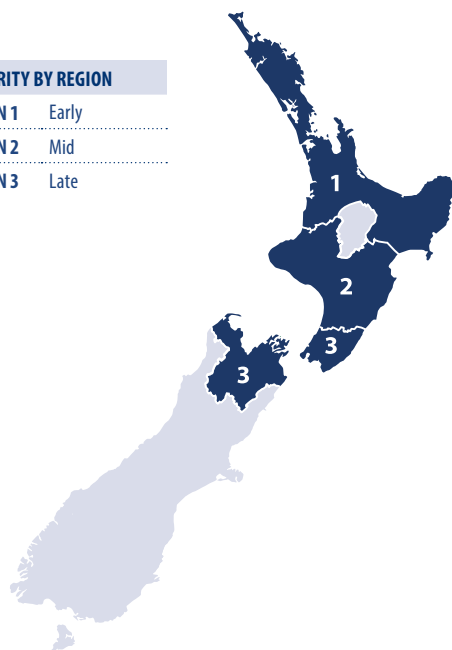 RITY BY REGION
N 1 Early
N 2 Mid
N 3 Late
1
2
3
3